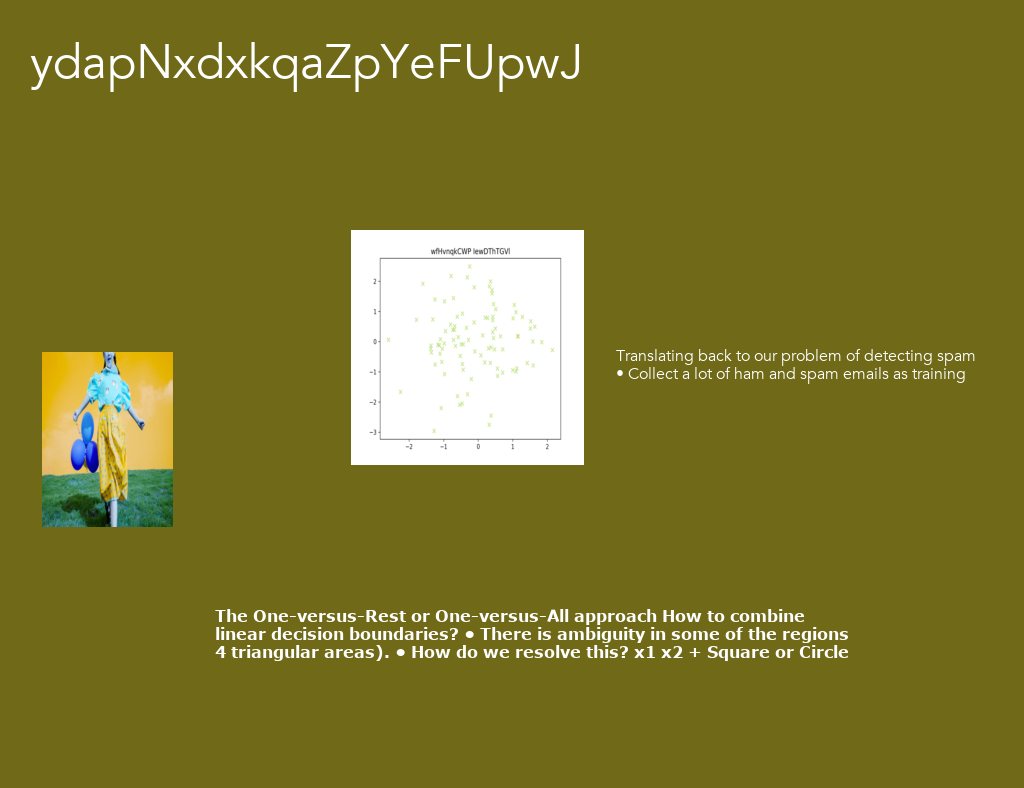 ydapNxdxkqaZpYeFUpwJ
wfHvnqkCWP IewDThTGVI
2
1
0
−1
−2
−3
−2
−1
0
1
2
Translating back to our problem of detecting spam
• Collect a lot of ham and spam emails as training
The One-versus-Rest or One-versus-All approach How to combine
linear decision boundaries? • There is ambiguity in some of the regions
4 triangular areas). • How do we resolve this? x1 x2 + Square or Circle